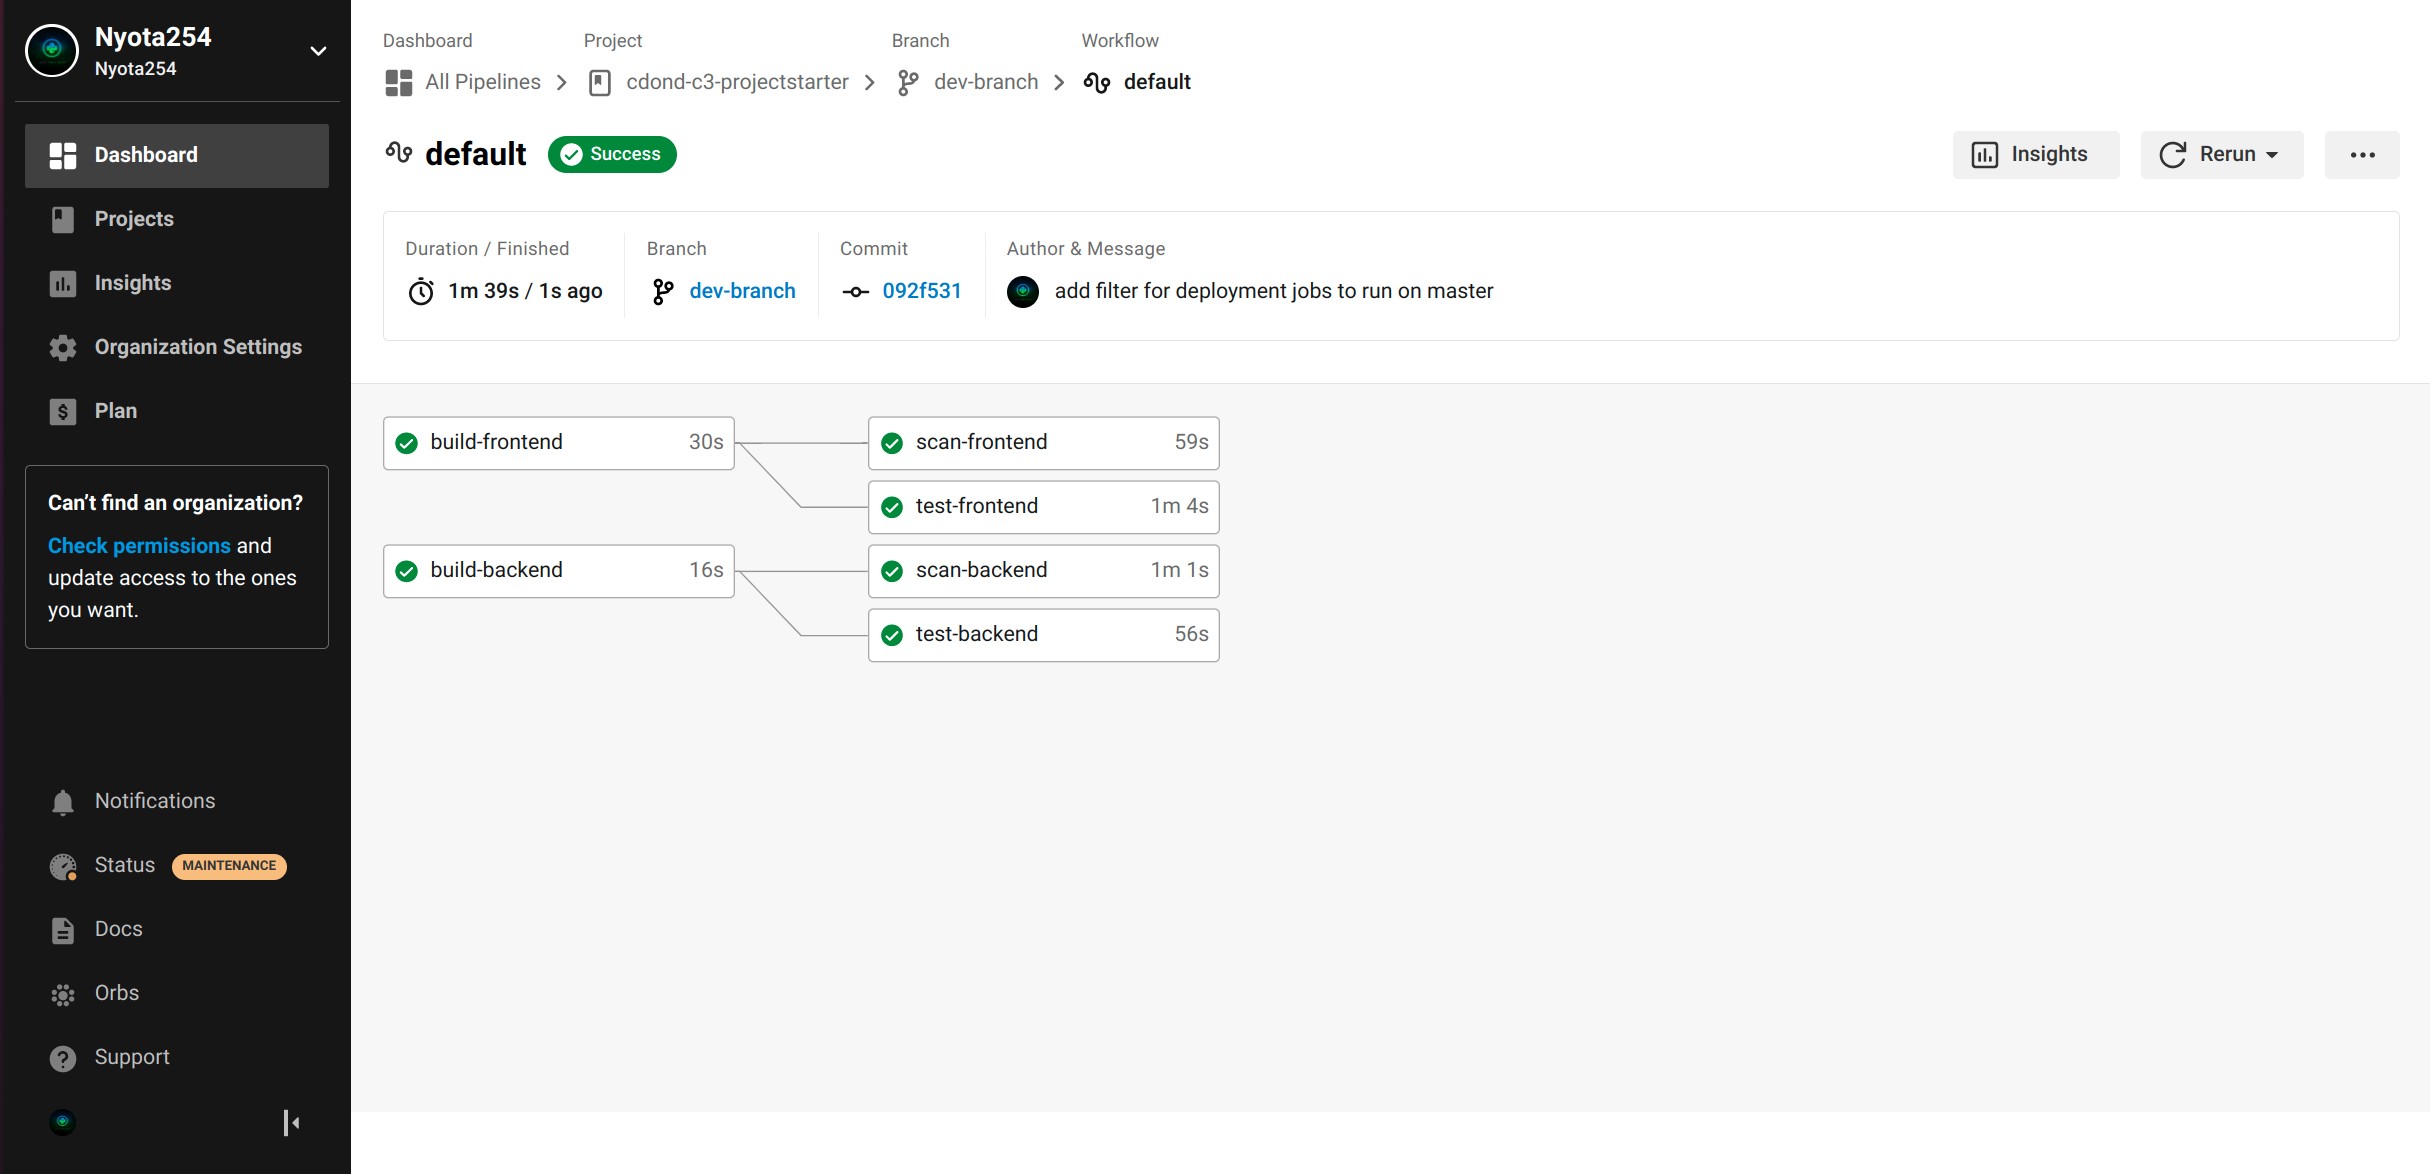 Nyota254
Nyota254
Dashboard
Projects
Insights
Organization Settings
Plan
Can't find an organization?
Check permissions and
update access to the ones
you want.
Notifications
Status MAINTENANCE
Docs
Orbs
Support
Dashboard Project Branch Workflow
All Pipelines cdond-c3-projectstarter dev-branch default
default Success
Insights Rerun
Duration / Finished Branch Commit Author & Message
1m 39s / 1s ago dev-branch 092f531 add filter for deployment jobs to run on master
build-frontend 30s scan-frontend 59s
test-frontend 1m 4s
build-backend 16s scan-backend 1m 1s
test-backend 56s